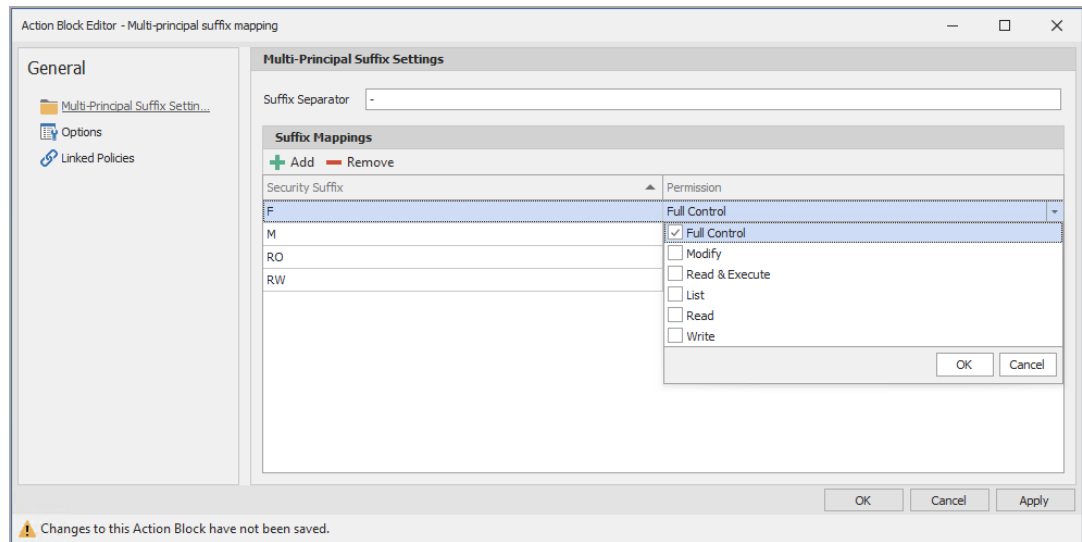 Action Block Editor - Multi-principal suffix mapping
General
Multi-Principal Suffix Settin...
Options
Linked Policies
Multi-Principal Suffix Settings
Suffix Separator -
Suffix Mappings
Add Remove
Security Suffix Permission
F Full Control
M
RO
RW
Full Control
Modify
Read & Execute
List
Read
Write
OK Cancel
OK Cancel Apply
Changes to this Action Block have not been saved.